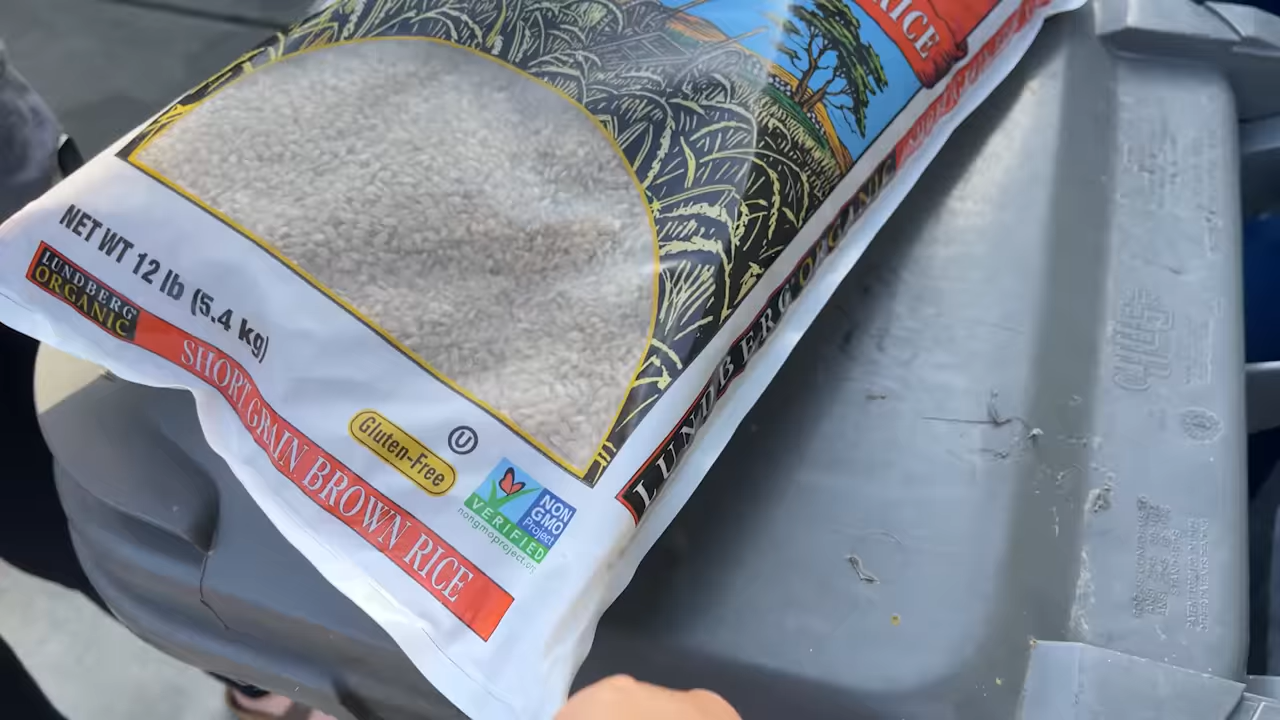 RICE
NET WT 12 lb (5.4 kg)
LUNDBERG®
ORGANIC
SHORT GRAIN BROWN RICE
Gluten-Free
U
NON
GMO
Project
VERIFIED
nongmoproject.org
LUNDBERG® ORGANIC